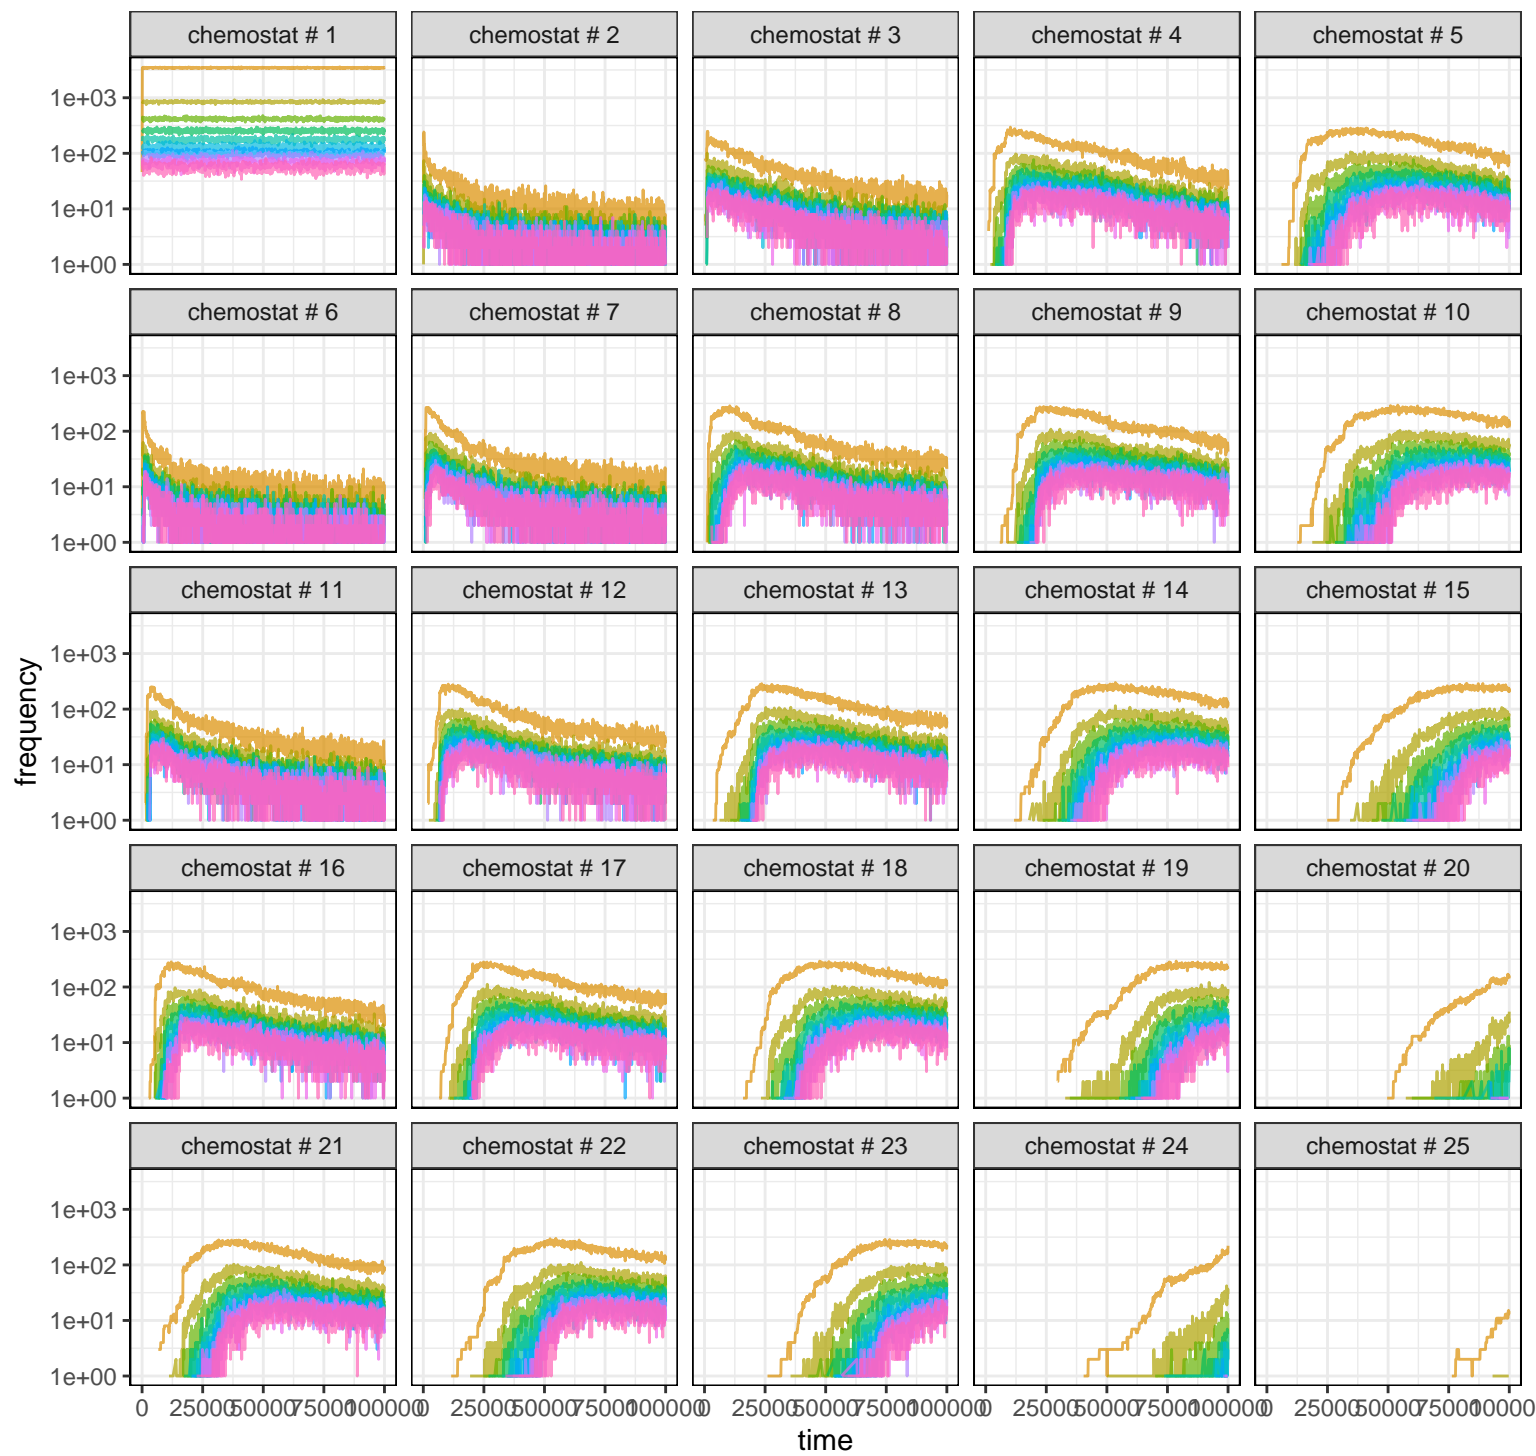 chemostat # 1
chemostat # 2
chemostat # 3
chemostat # 4
chemostat # 5
1e+03
1e+02
1e+01
1e+00
chemostat # 6
chemostat # 7
chemostat # 8
chemostat # 9
chemostat # 10
1e+03
1e+02
1e+01
1e+00
chemostat # 11
chemostat # 12
chemostat # 13
chemostat # 14
chemostat # 15
1e+03
1e+02
1e+01
1e+00
frequency
chemostat # 16
chemostat # 17
chemostat # 18
chemostat # 19
chemostat # 20
1e+03
1e+02
1e+01
1e+00
chemostat # 21
chemostat # 22
chemostat # 23
chemostat # 24
chemostat # 25
1e+03
1e+02
1e+01
1e+00
0 25000 50000 75000 100000
0 25000 50000 75000 100000
0 25000 50000 75000 100000
0 25000 50000 75000 100000
0 25000 50000 75000 100000
time